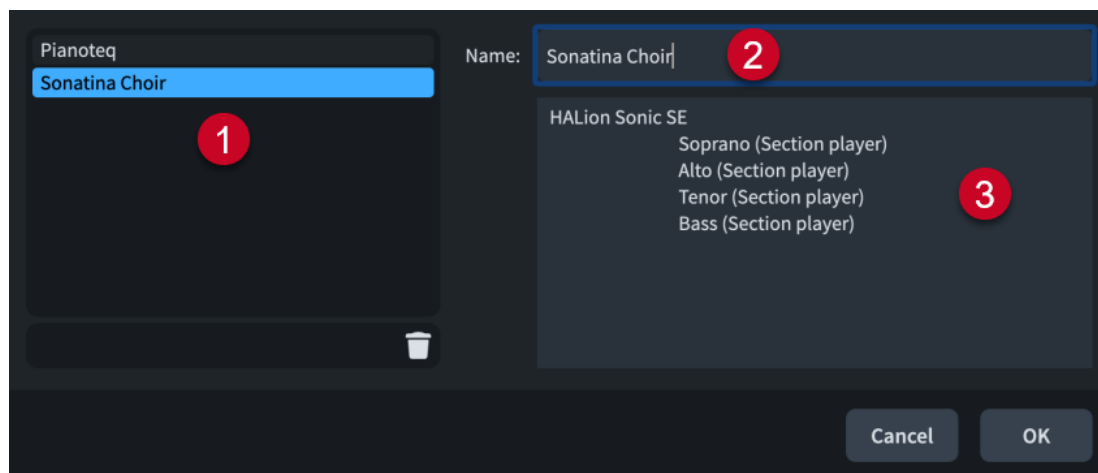 Pianoteq
Sonatina Choir
1
Name:
Sonatina Choir
2
HALion Sonic SE
Soprano (Section player)
Alto (Section player)
Tenor (Section player)
Bass (Section player)
3
Cancel
OK